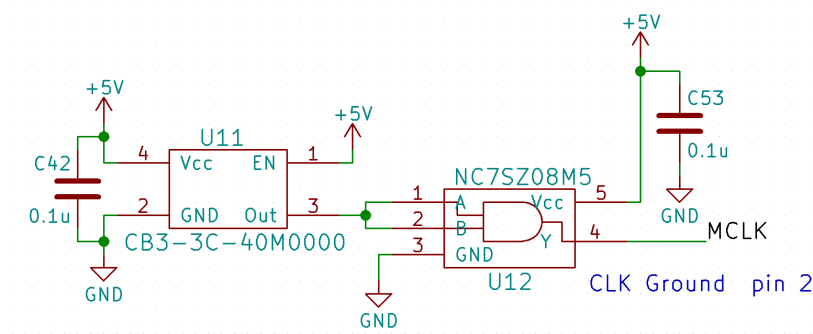 +5V
+5V
+5V
C53
0.1u
GND
U11
C42
0.1u
4
Vcc
EN
1
2
GND
Out
3
CB3-3C-40M0000
GND
NC7SZ08M5
1
A
Vcc
5
2
B
Y
4
MCLK
3
GND
U12
GND
CLK Ground pin 2